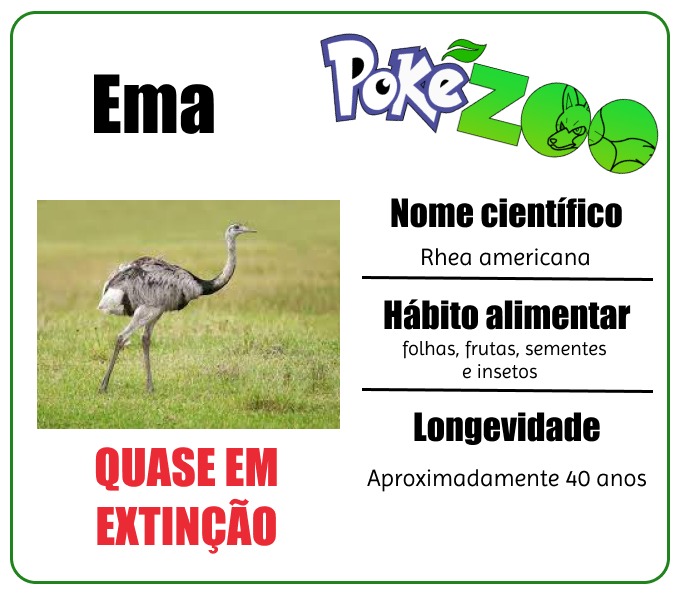 Ema
PokéZOO
Nome científico
Rhea americana
Hábito alimentar
folhas, frutas, sementes
e insetos
Longevidade
Aproximadamente 40 anos
QUASE EM
EXTINÇÃO